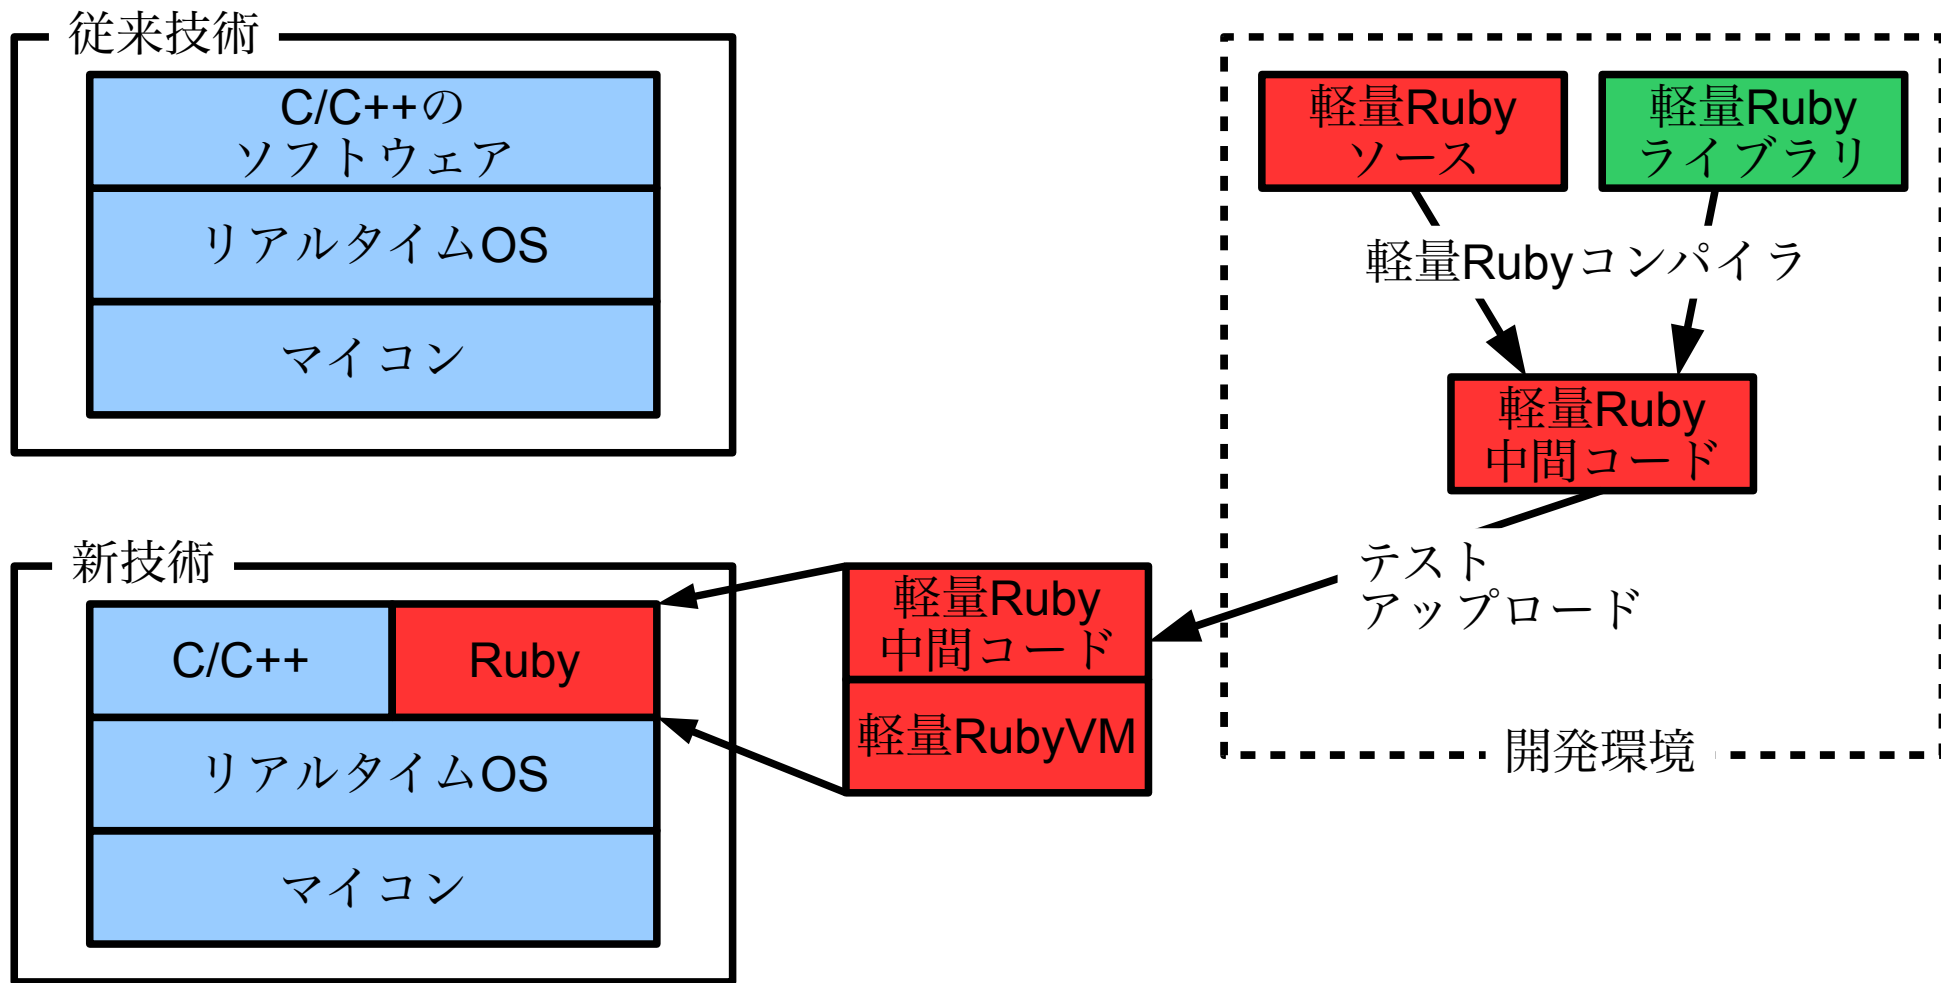 従来技術
C/C++の
ソフトウェア
リアルタイムOS
マイコン
軽量Ruby
ソース
軽量Ruby
ライブラリ
軽量Rubyコンパイラ
軽量Ruby
中間コード
テスト
アップロード
開発環境
新技術
C/C++
Ruby
リアルタイムOS
マイコン
軽量Ruby
中間コード
軽量RubyVM